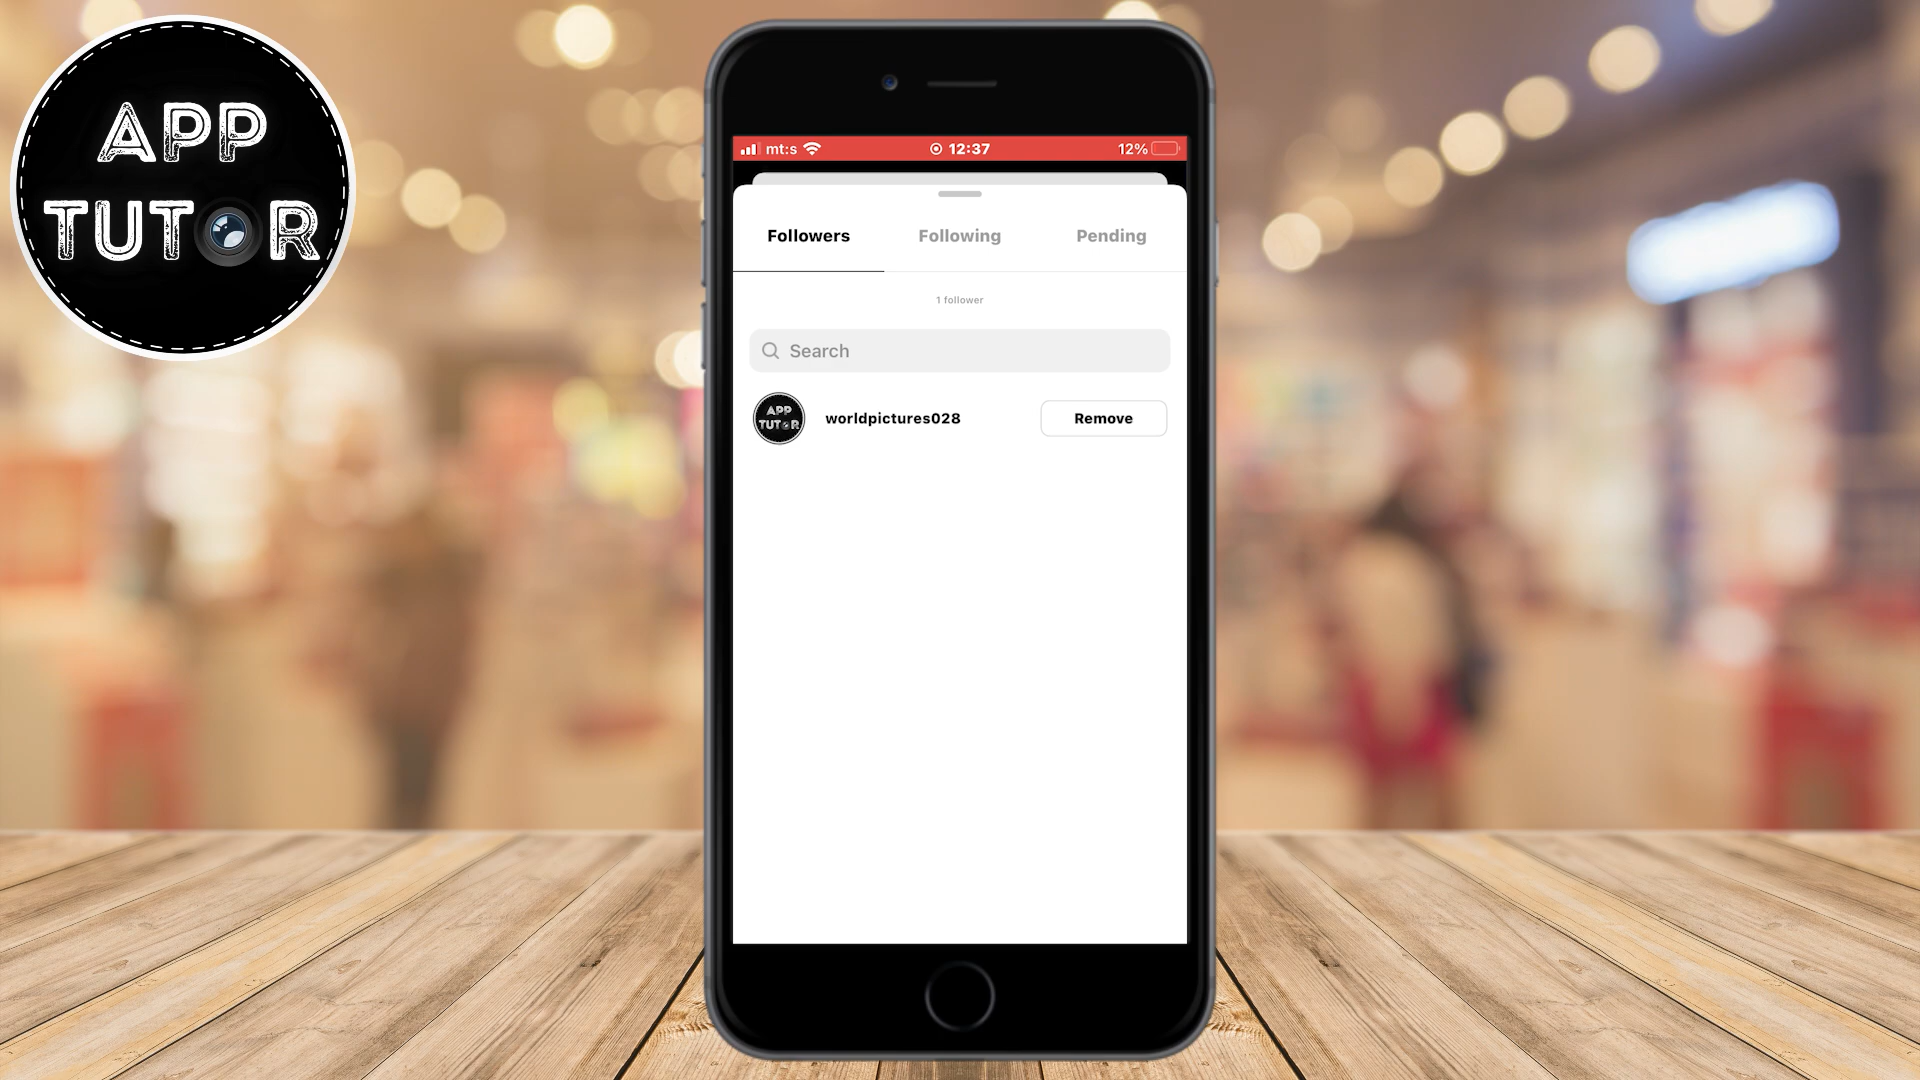 APP
TUTOR
mt:s 12:37 12%
Followers Following Pending
1 follower
Search
APP
TUTOR
worldpictures028 Remove